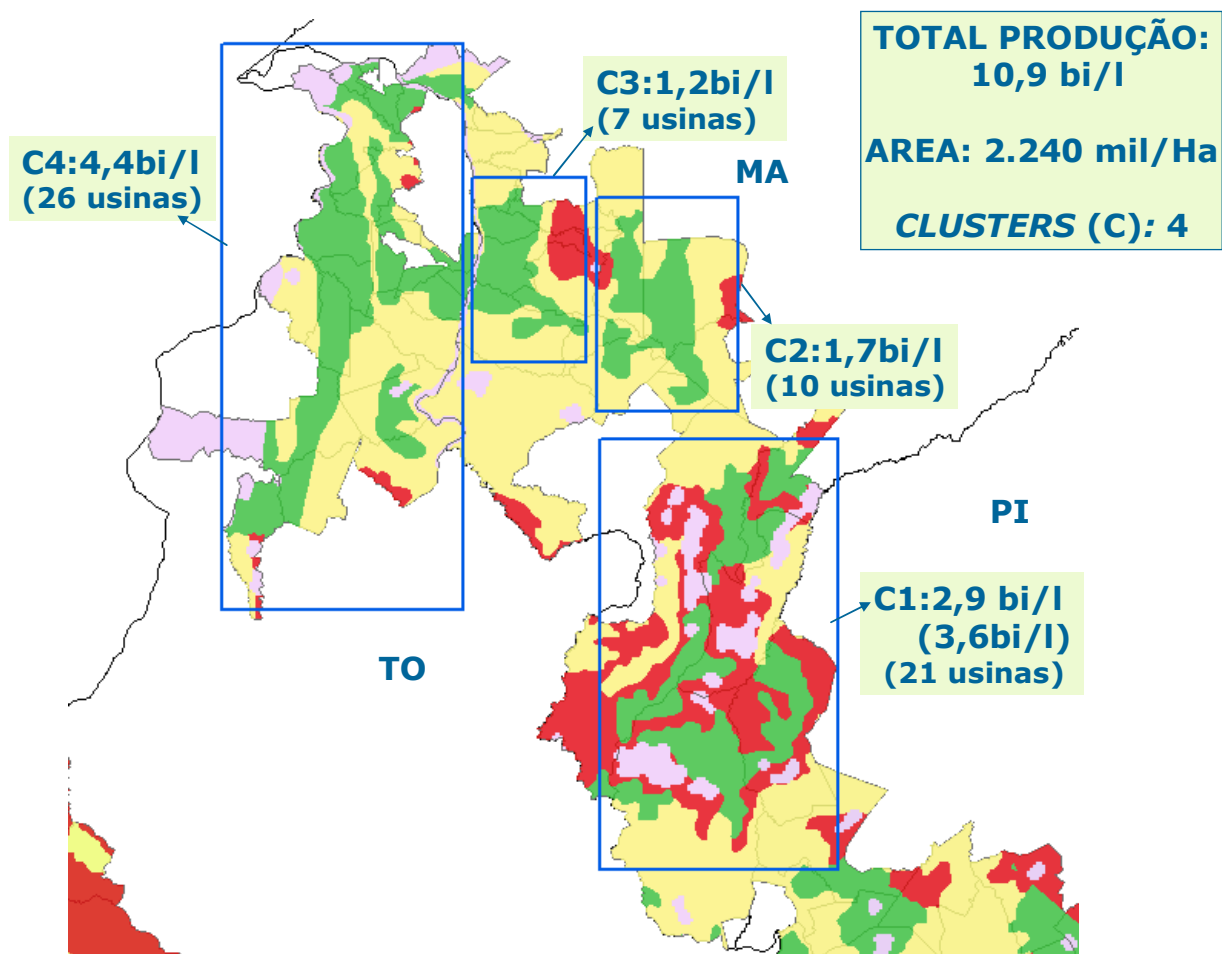 TOTAL PRODUÇÃO:
10,9 bi/l
AREA: 2.240 mil/Ha
CLUSTERS (C): 4
C3:1,2bi/l
(7 usinas)
MA
C4:4,4bi/l
(26 usinas)
C2:1,7bi/l
(10 usinas)
PI
C1:2,9 bi/l
(3,6bi/l)
(21 usinas)
TO